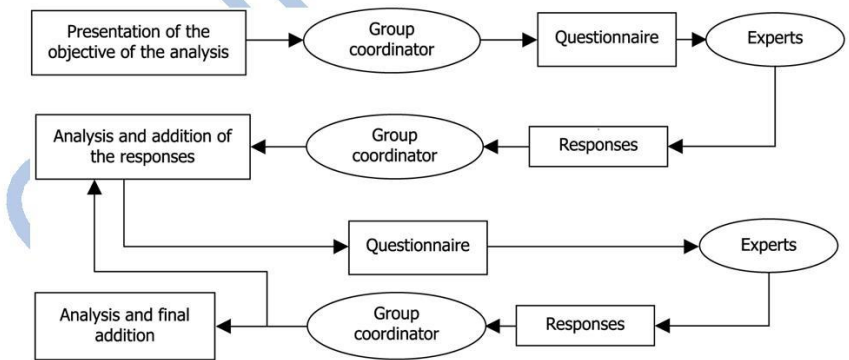 Presentation of the
objective of the analysis
Group
coordinator
Questionnaire
Experts
Analysis and addition of
the responses
Group
coordinator
Responses
Questionnaire
Experts
Analysis and final
addition
Group
coordinator
Responses